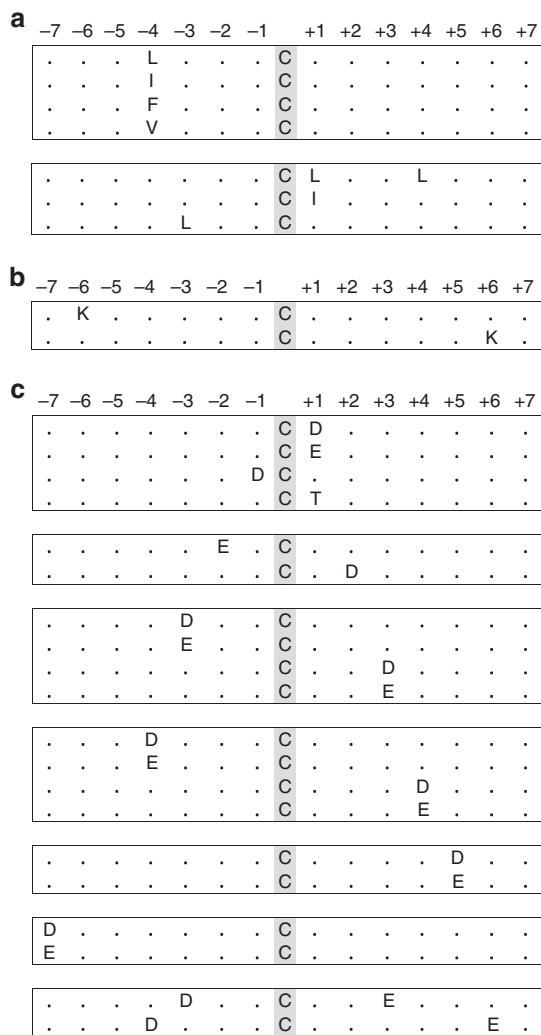 a
–7 –6 –5 –4 –3 –2 –1 +1 +2 +3 +4 +5 +6 +7
. . . L . . . C . . . . . . .
. . . I . . . C . . . . . . .
. . . F . . . C . . . . . . .
. . . V . . . C . . . . . . .
. . . . . . . C L . . L . . .
. . . . . . . C I . . . . . .
. . . . L . . C . . . . . . .
b
–7 –6 –5 –4 –3 –2 –1 +1 +2 +3 +4 +5 +6 +7
. K . . . . . C . . . . . . .
. . . . . . . C . . . . . K .
c
–7 –6 –5 –4 –3 –2 –1 +1 +2 +3 +4 +5 +6 +7
. . . . . . . C D . . . . . .
. . . . . . . C E . . . . . .
. . . . . . D C . . . . . . .
. . . . . . . C T . . . . . .
. . . . . E . C . . . . . . .
. . . . . . . C . D . . . . .
. . . . D . . C . . . . . . .
. . . . E . . C . . . . . . .
. . . . . . . C . . D . . . .
. . . . . . . C . . E . . . .
. . . D . . . C . . . . . . .
. . . E . . . C . . . . . . .
. . . . . . . C . . . D . . .
. . . . . . . C . . . E . . .
. . . . . . . C . . . . D . .
. . . . . . . C . . . . E . .
D . . . . . . C . . . . . . .
E . . . . . . C . . . . . . .
. . . . D . . C . . E . . . .
. . . D . . . C . . . . . E .